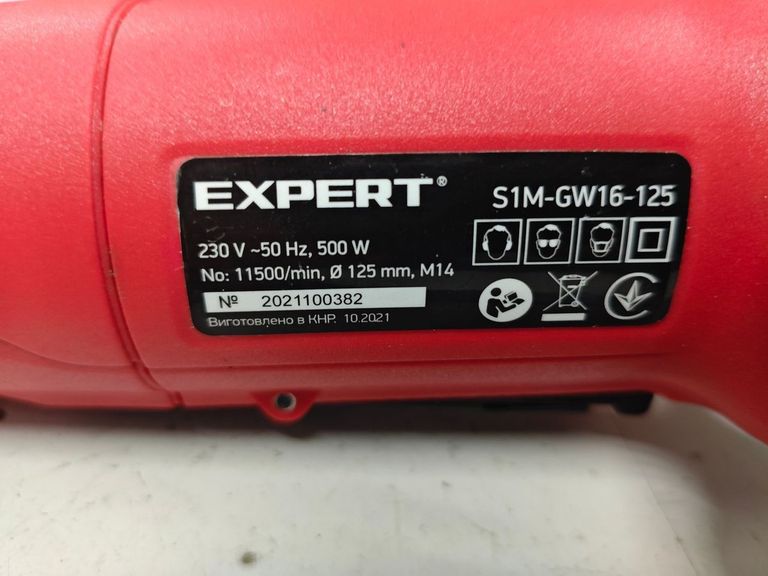 EXPERT®
S1M-GW16-125
230 V ~50 Hz, 500 W
No: 11500/min, Ø 125 mm, M14
№ 2021100382
Виготовлено в КНР. 10.2021